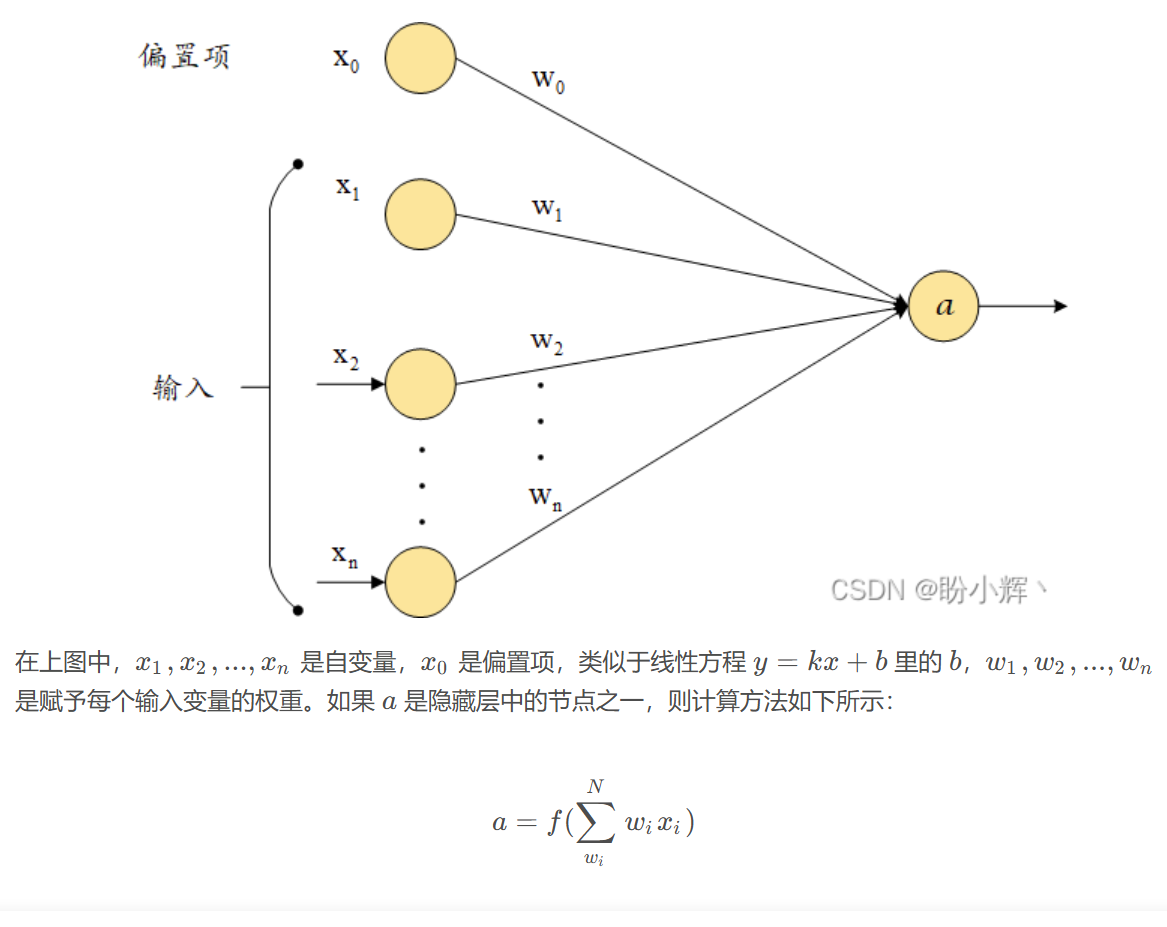 偏置项 x₀ w₀
x₁ w₁
a
x₂ w₂
输入
xₙ wₙ
CSDN @盼小辉丶
在上图中，x₁, x₂, ..., xₙ 是自变量，x₀ 是偏置项，类似于线性方程 y = kx + b 里的 b，w₁, w₂, ..., wₙ
是赋予每个输入变量的权重。如果 a 是隐藏层中的节点之一，则计算方法如下所示：
N
a = f(∑ wᵢxᵢ)
wᵢ